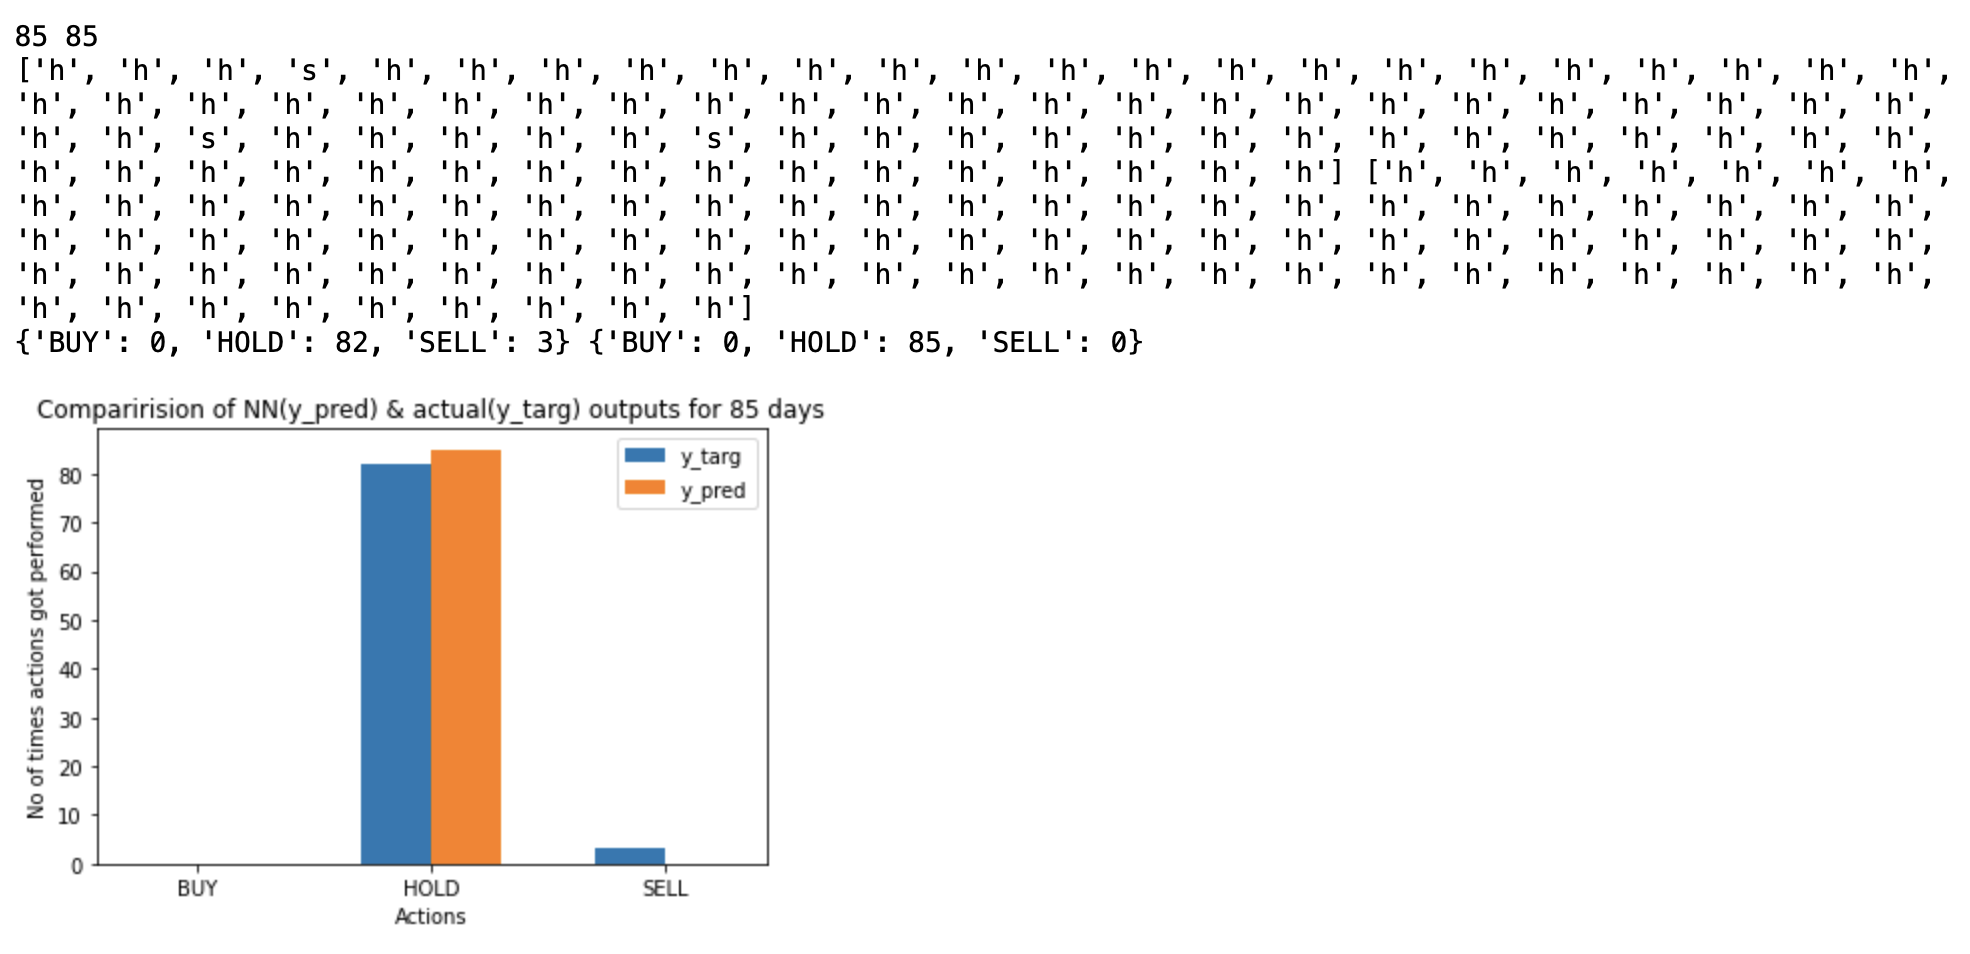 85 85
['h', 'h', 'h', 's', 'h', 'h', 'h', 'h', 'h', 'h', 'h', 'h', 'h', 'h', 'h', 'h', 'h', 'h', 'h', 'h', 'h', 'h', 'h',
'h', 'h', 'h', 'h', 'h', 'h', 'h', 'h', 'h', 'h', 'h', 'h', 'h', 'h', 'h', 'h', 'h', 'h', 'h', 'h', 'h', 'h', 'h',
'h', 'h', 's', 'h', 'h', 'h', 'h', 'h', 's', 'h', 'h', 'h', 'h', 'h', 'h', 'h', 'h', 'h', 'h', 'h', 'h', 'h', 'h',
'h', 'h', 'h', 'h', 'h', 'h', 'h', 'h', 'h', 'h', 'h', 'h', 'h', 'h', 'h', 'h'] ['h', 'h', 'h', 'h', 'h', 'h', 'h',
'h', 'h', 'h', 'h', 'h', 'h', 'h', 'h', 'h', 'h', 'h', 'h', 'h', 'h', 'h', 'h', 'h', 'h', 'h', 'h', 'h', 'h', 'h',
'h', 'h', 'h', 'h', 'h', 'h', 'h', 'h', 'h', 'h', 'h', 'h', 'h', 'h', 'h', 'h', 'h', 'h', 'h', 'h', 'h', 'h', 'h',
'h', 'h', 'h', 'h', 'h', 'h', 'h', 'h', 'h', 'h', 'h', 'h', 'h', 'h', 'h', 'h', 'h', 'h', 'h', 'h', 'h', 'h', 'h',
'h', 'h', 'h', 'h', 'h', 'h', 'h', 'h', 'h']
{'BUY': 0, 'HOLD': 82, 'SELL': 3} {'BUY': 0, 'HOLD': 85, 'SELL': 0}
Comparirision of NN(y_pred) & actual(y_targ) outputs for 85 days
y_targ
y_pred
No of times actions got performed
80
70
60
50
40
30
20
10
0
BUY HOLD SELL
Actions